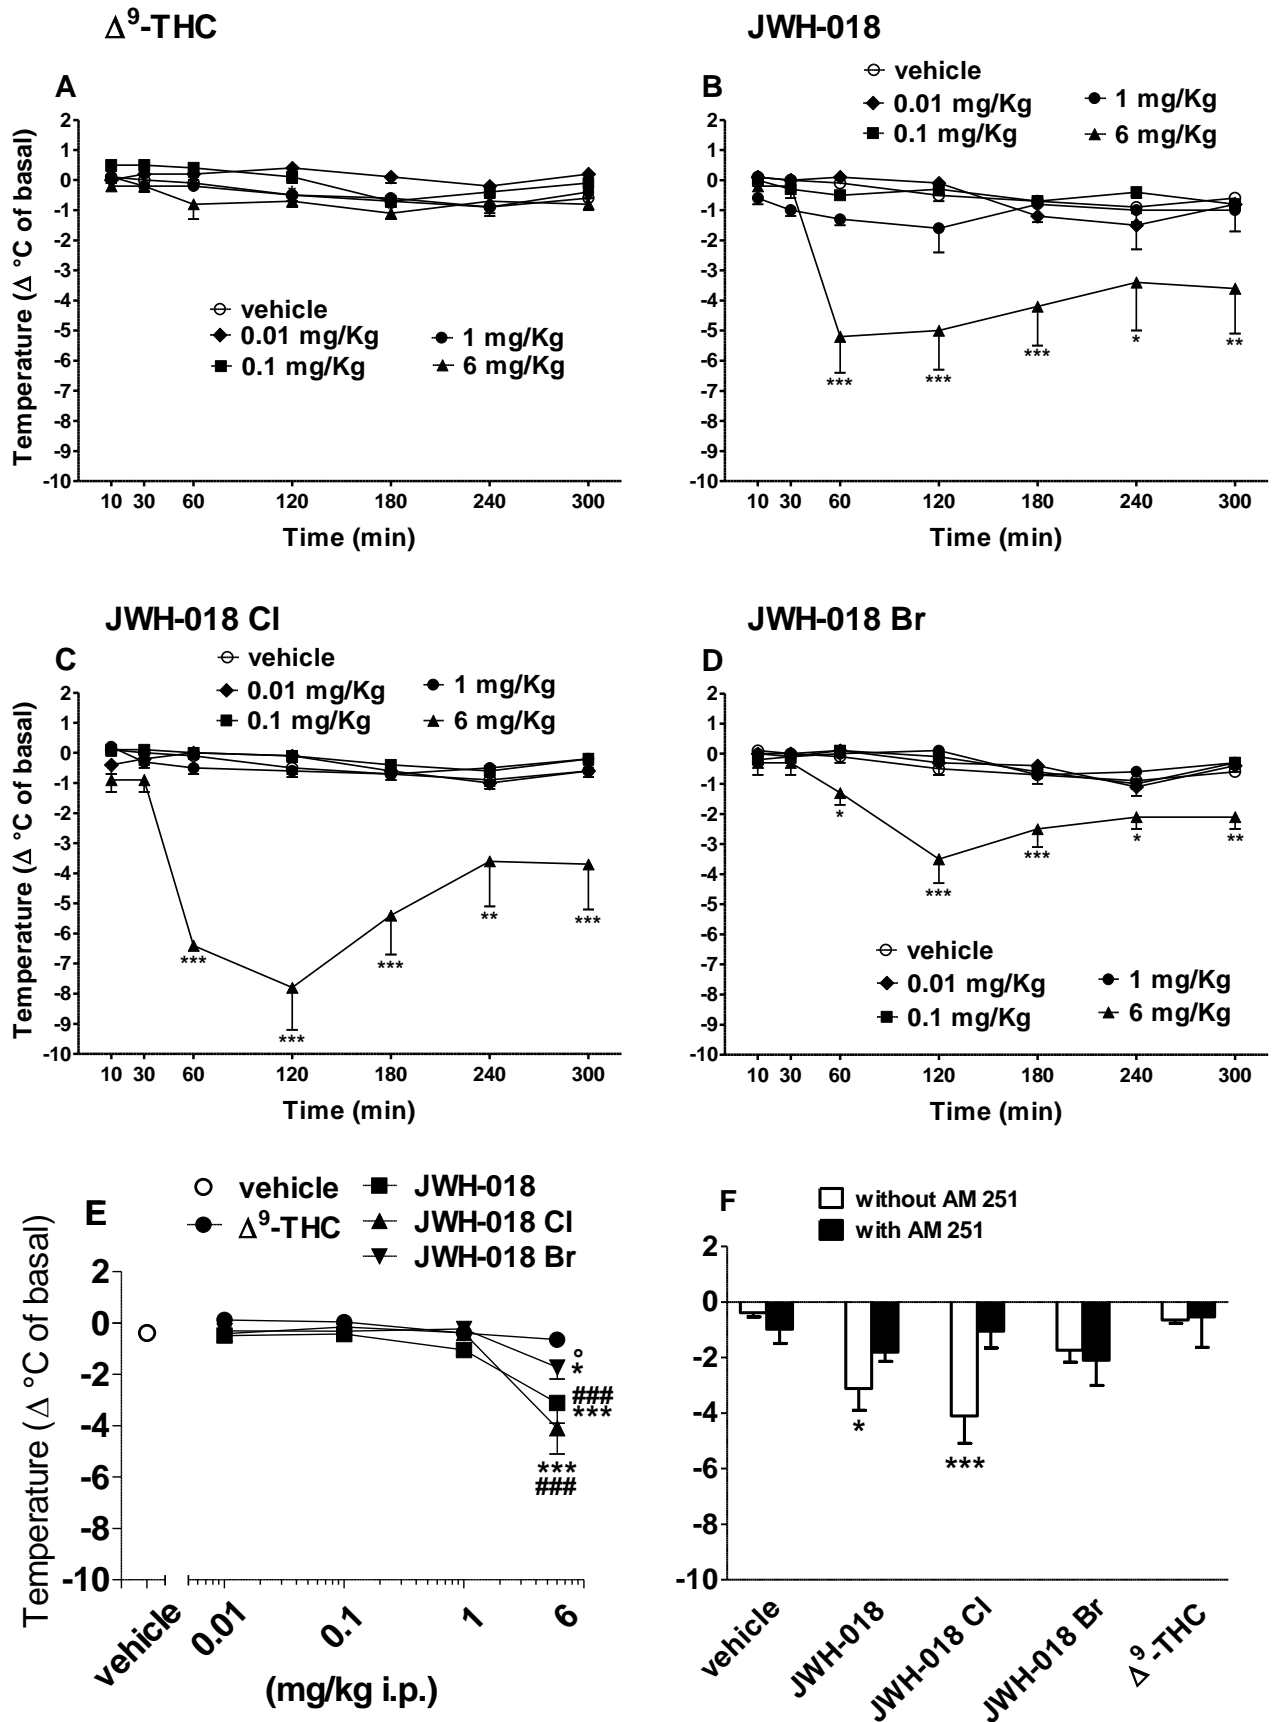 Δ9-THC
JWH-018
A
Temperature (Δ °C of basal)
2
1
0
-1
-2
-3
-4
-5
-6
-7
-8
-9
-10
vehicle
0.01 mg/Kg
0.1 mg/Kg
1 mg/Kg
6 mg/Kg
10 30 60 120 180 240 300
Time (min)
B
vehicle
0.01 mg/Kg
0.1 mg/Kg
1 mg/Kg
6 mg/Kg
2
1
0
-1
-2
-3
-4
-5
-6
-7
-8
-9
-10
*** *** *** * **
10 30 60 120 180 240 300
Time (min)
JWH-018 Cl
JWH-018 Br
C
vehicle
0.01 mg/Kg
0.1 mg/Kg
1 mg/Kg
6 mg/Kg
Temperature (Δ °C of basal)
2
1
0
-1
-2
-3
-4
-5
-6
-7
-8
-9
-10
*** *** *** ** ***
10 30 60 120 180 240 300
Time (min)
D
2
1
0
-1
-2
-3
-4
-5
-6
-7
-8
-9
-10
* *** *** * **
vehicle
0.01 mg/Kg
0.1 mg/Kg
1 mg/Kg
6 mg/Kg
10 30 60 120 180 240 300
Time (min)
E
vehicle
Δ9-THC
JWH-018
JWH-018 Cl
JWH-018 Br
Temperature (Δ °C of basal)
2
0
-2
-4
-6
-8
-10
°
*
###
***
***
###
vehicle 0.01 0.1 1 6
(mg/kg i.p.)
F
without AM 251
with AM 251
2
0
-2
-4
-6
-8
-10
*
***
vehicle
JWH-018
JWH-018 Cl
JWH-018 Br
Δ9-THC